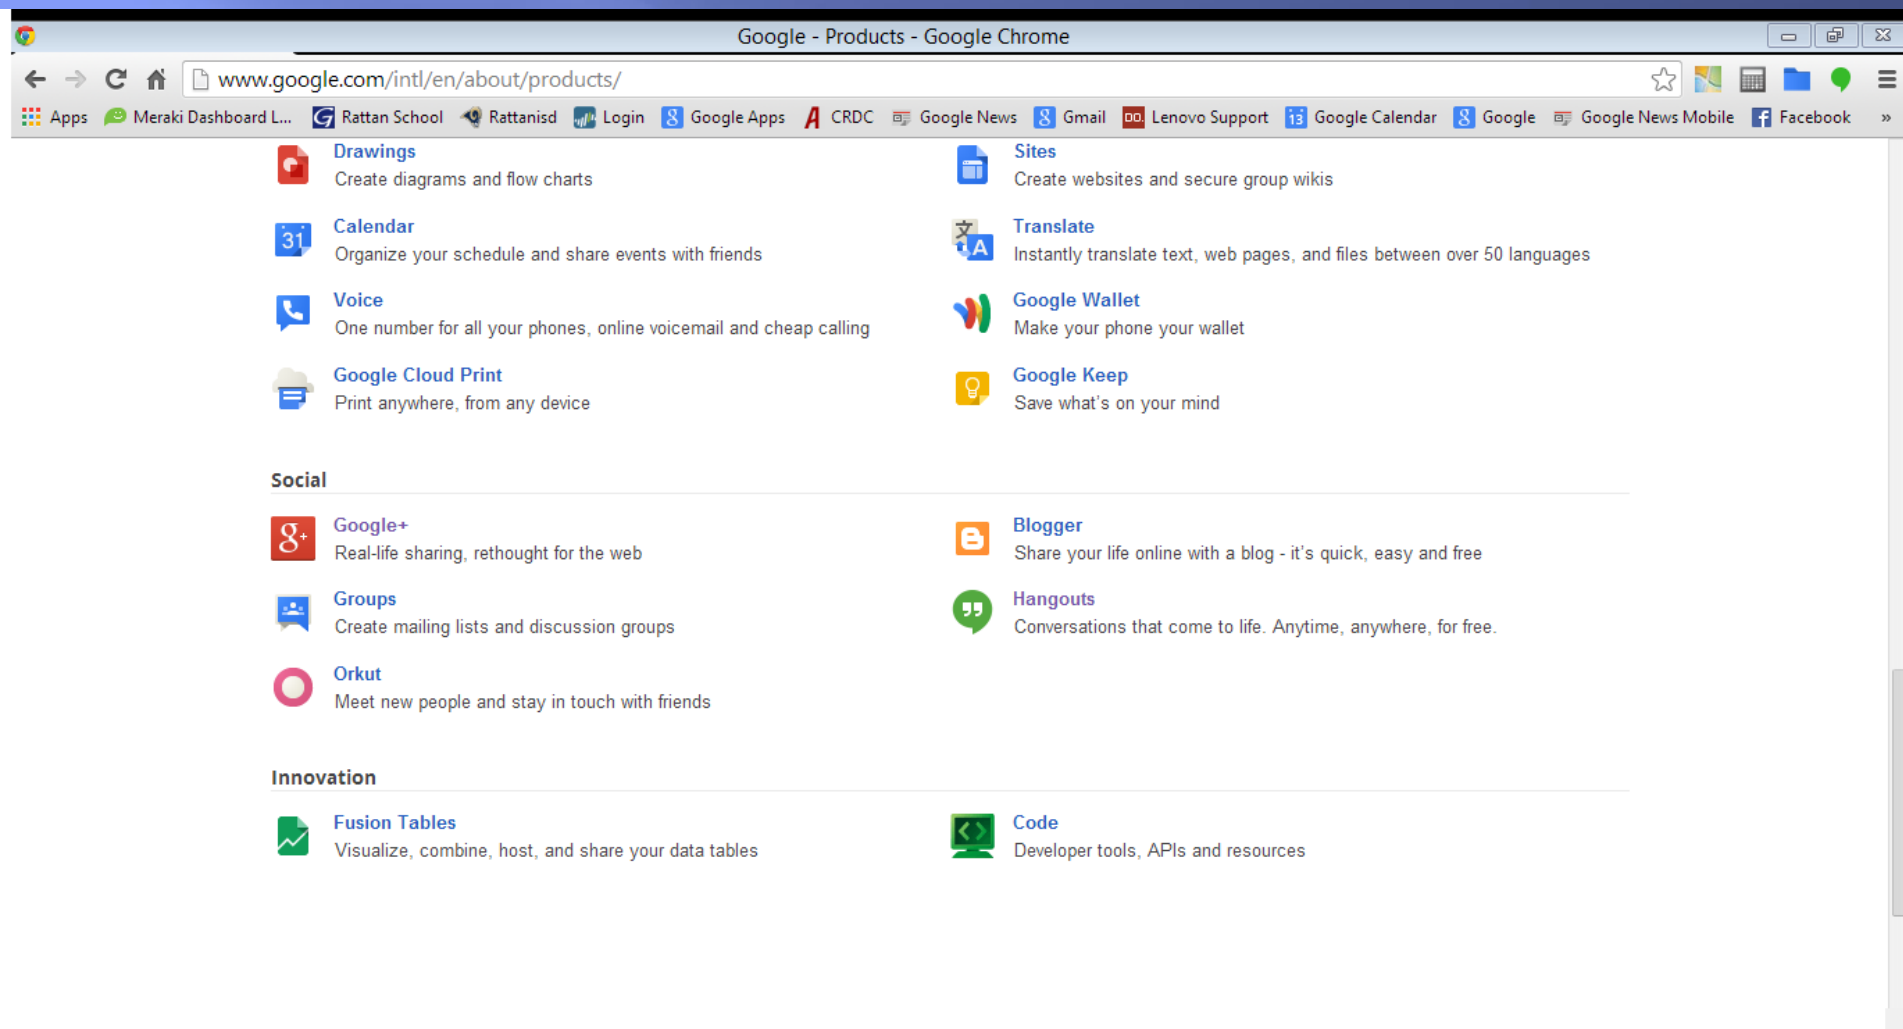 Google - Products - Google Chrome
www.google.com/intl/en/about/products/
Apps Meraki Dashboard L... Rattan School Rattanisd Login Google Apps CRDC Google News Gmail Lenovo Support Google Calendar Google Google News Mobile Facebook »
Drawings
Create diagrams and flow charts
Sites
Create websites and secure group wikis
31
Calendar
Organize your schedule and share events with friends
文 A
Translate
Instantly translate text, web pages, and files between over 50 languages
Voice
One number for all your phones, online voicemail and cheap calling
Google Wallet
Make your phone your wallet
Google Cloud Print
Print anywhere, from any device
Google Keep
Save what's on your mind
Social
Google+
Real-life sharing, rethought for the web
Blogger
Share your life online with a blog - it's quick, easy and free
Groups
Create mailing lists and discussion groups
Hangouts
Conversations that come to life. Anytime, anywhere, for free.
Orkut
Meet new people and stay in touch with friends
Innovation
Fusion Tables
Visualize, combine, host, and share your data tables
Code
Developer tools, APIs and resources